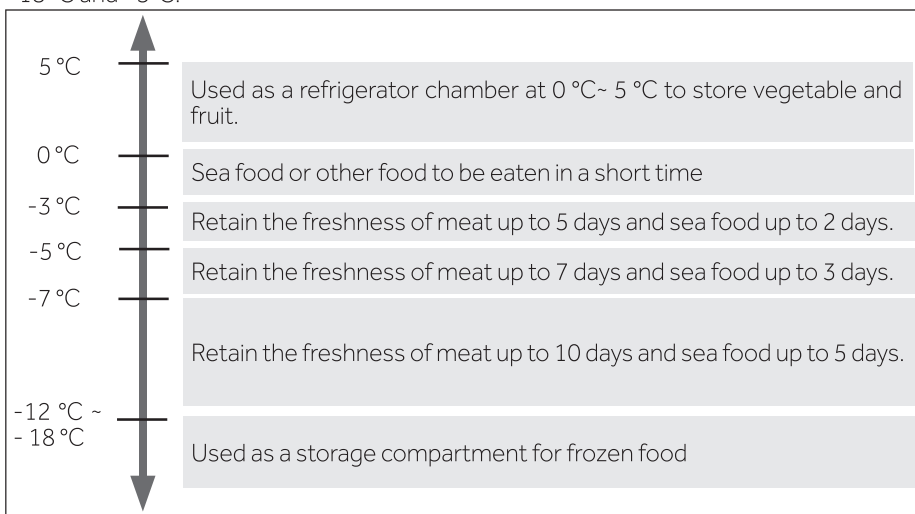 5 °C
Used as a refrigerator chamber at 0 °C~ 5 °C to store vegetable and
fruit.
0 °C
Sea food or other food to be eaten in a short time
-3 °C
Retain the freshness of meat up to 5 days and sea food up to 2 days.
-5 °C
Retain the freshness of meat up to 7 days and sea food up to 3 days.
-7 °C
Retain the freshness of meat up to 10 days and sea food up to 5 days.
-12 °C ~
- 18 °C
Used as a storage compartment for frozen food